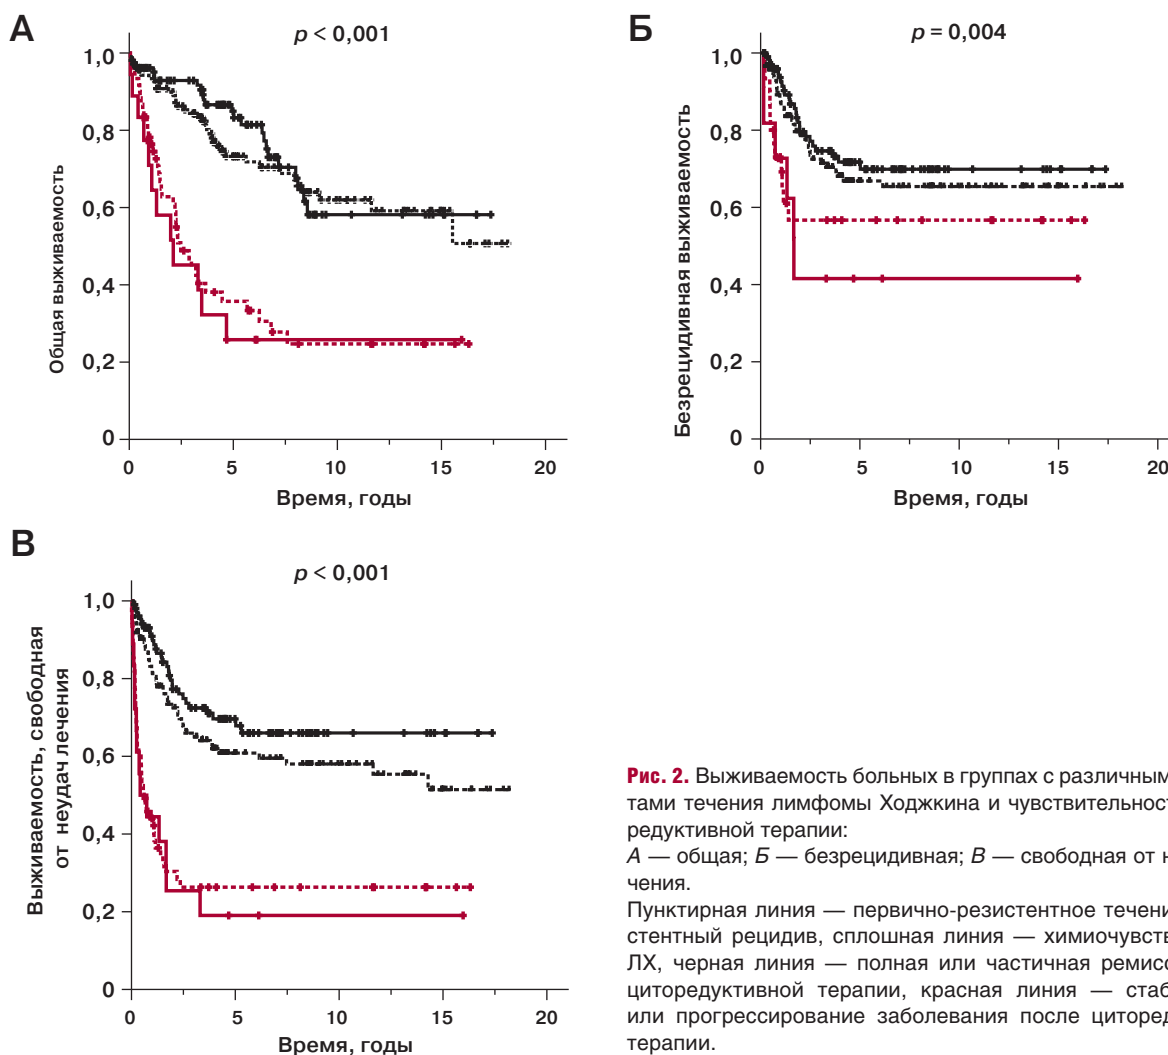 А
p < 0,001
Общая выживаемость
1,0
0,8
0,6
0,4
0,2
0
0 5 10 15 20
Время, годы
Б
p = 0,004
Безрецидивная выживаемость
1,0
0,8
0,6
0,4
0,2
0
0 5 10 15 20
Время, годы
В
p < 0,001
Выживаемость, свободная
от неудач лечения
1,0
0,8
0,6
0,4
0,2
0
0 5 10 15 20
Время, годы
Рис. 2. Выживаемость больных в группах с различным
тами течения лимфомы Ходжкина и чувствительност
редуктивной терапии:
А — общая; Б — безрецидивная; В — свободная от н
чения.
Пунктирная линия — первично-резистентное течени
стентный рецидив, сплошная линия — химиочувств
ЛХ, черная линия — полная или частичная ремисс
циторедуктивной терапии, красная линия — стаб
или прогрессирование заболевания после циторед
терапии.